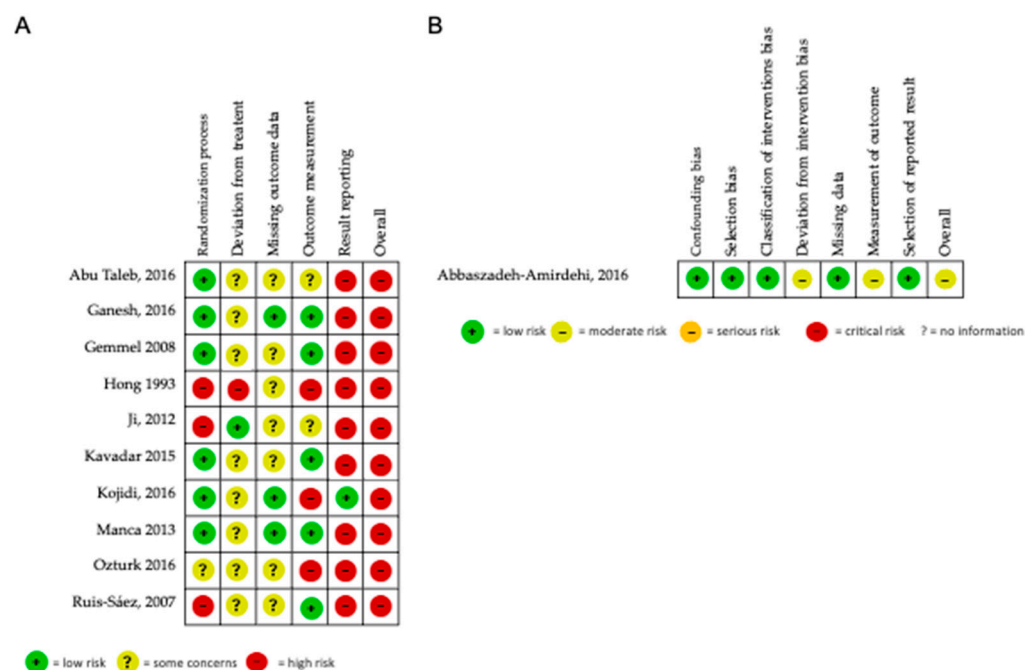 A
Randomization process
Deviation from treatent
Missing outcome data
Outcome measurement
Result reporting
Overall
Abu Taleb, 2016
+ ? ? ? - -
Ganesh, 2016
+ ? + + - -
Gemmel 2008
+ ? ? + - -
Hong 1993
- - ? - - -
Ji, 2012
- + ? ? - -
Kavadar 2015
+ ? ? + - -
Kojidi, 2016
+ ? + - + -
Manca 2013
+ ? + + - -
Ozturk 2016
? ? ? - - -
Ruis-Sáez, 2007
- ? ? + - -
+ = low risk ? = some concerns - = high risk
B
Confounding bias
Selection bias
Classification of interventions bias
Deviation from intervention bias
Missing data
Measurement of outcome
Selection of reported result
Overall
Abbaszadeh-Amirdehi, 2016
+ + + - + - + -
+ = low risk - = moderate risk - = serious risk - = critical risk ? = no information